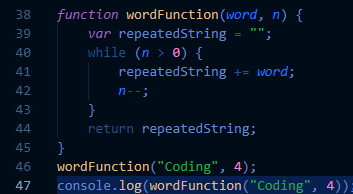 38 function wordFunction(word, n) {
39     var repeatedString = "";
40     while (n > 0) {
41         repeatedString += word;
42         n--;
43     }
44     return repeatedString;
45 }
46 wordFunction("Coding", 4);
47 console.log(wordFunction("Coding", 4));